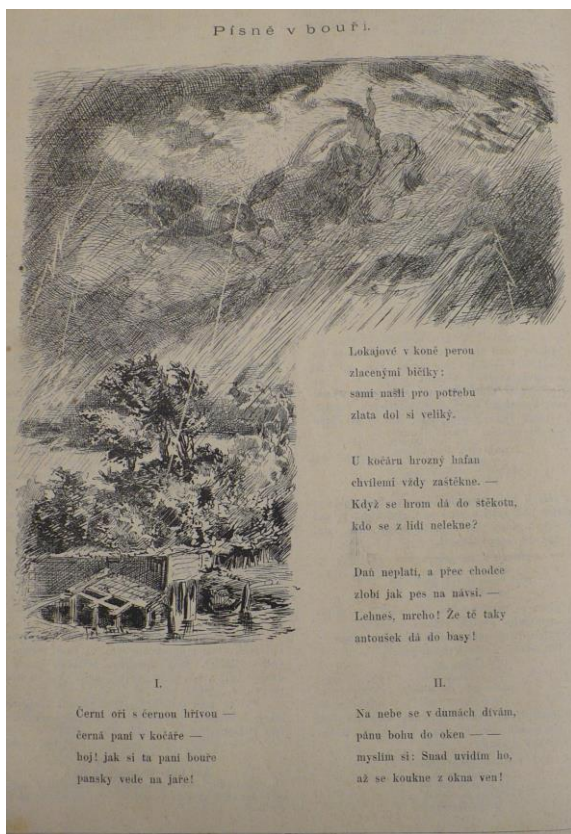 Písně v bouři.
I.
Černí oři s černou hřívou —
černá paní v kočáře —
hoj! jak si ta paní bouře
pansky vede na jaře!
Lokajové v koně perou
zlacenými bičíky:
sami našli pro potřebu
zlata dol si veliký.
U kočáru hrozný hafan
chvílemi vždy zaštěkne. —
Když se hrom dá do štěkotu,
kdo se z lidí nelekne?
Daň neplatí, a přec chodce
zlobí jak pes na návsi. —
Lehneš, mrcho! Že tě taky
antoušek dá do basy!
II.
Na nebe se v dumách dívám,
pánu bohu do oken — —
myslím si: Snad uvidím ho,
až se koukne z okna ven!